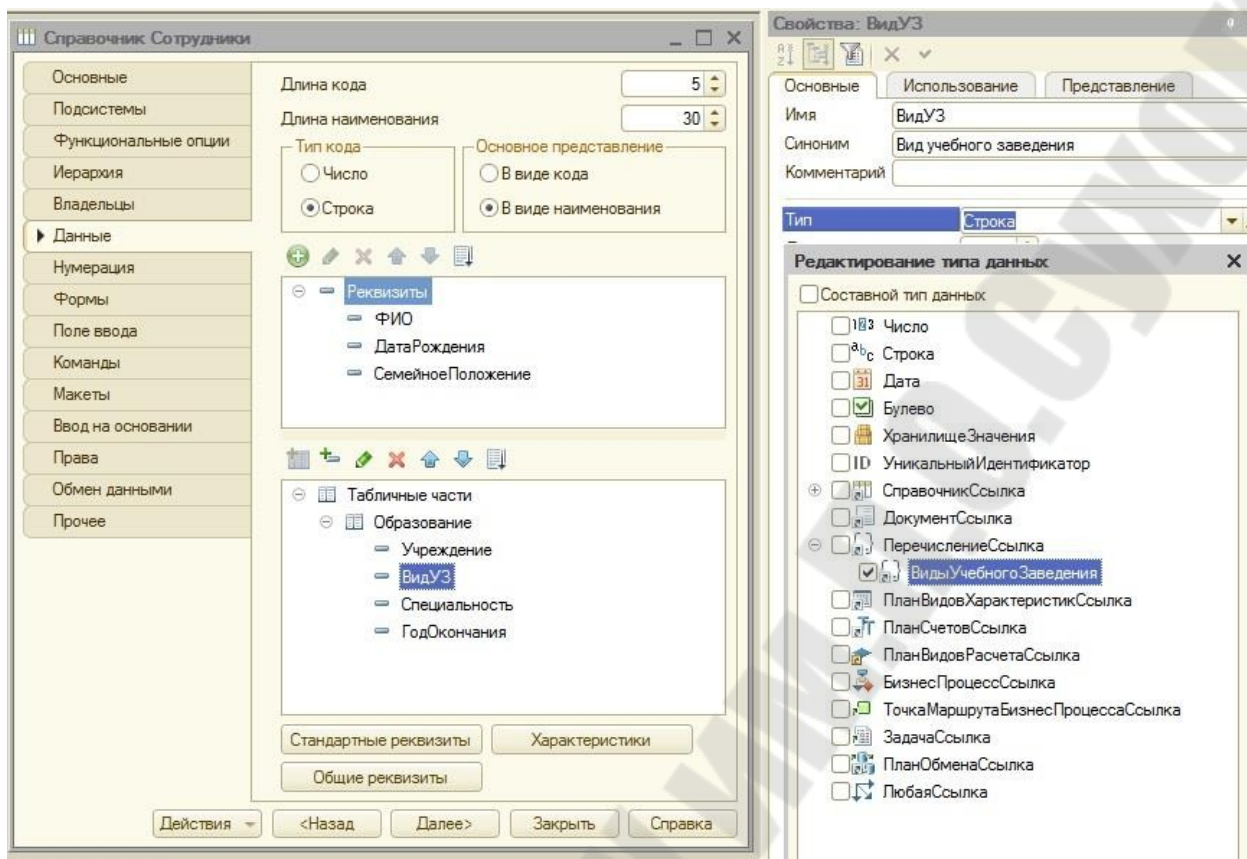 Справочник Сотрудники
Основные
Подсистемы
Функциональные опции
Иерархия
Владельцы
Данные
Нумерация
Формы
Поле ввода
Команды
Макеты
Ввод на основании
Права
Обмен данными
Прочее
Длина кода 5
Длина наименования 30
Тип кода
Число
Строка
Основное представление
В виде кода
В виде наименования
Реквизиты
ФИО
ДатаРождения
СемейноеПоложение
Табличные части
Образование
Учреждение
ВидУЗ
Специальность
ГодОкончания
Стандартные реквизиты Характеристики
Общие реквизиты
Действия <Назад Далее> Закрыть Справка
Свойства: ВидУЗ
Основные Использование Представление
Имя ВидУЗ
Синоним Вид учебного заведения
Комментарий
Тип Строка
Редактирование типа данных
Составной тип данных
Число
Строка
Дата
Булево
ХранилищеЗначения
УникальныйИдентификатор
СправочникСсылка
ДокументСсылка
ПеречислениеСсылка
ВидыУчебногоЗаведения
ПланВидовХарактеристикСсылка
ПланСчетовСсылка
ПланВидовРасчетаСсылка
БизнесПроцессСсылка
ТочкаМаршрутаБизнесПроцессаСсылка
ЗадачаСсылка
ПланОбменаСсылка
ЛюбаяСсылка